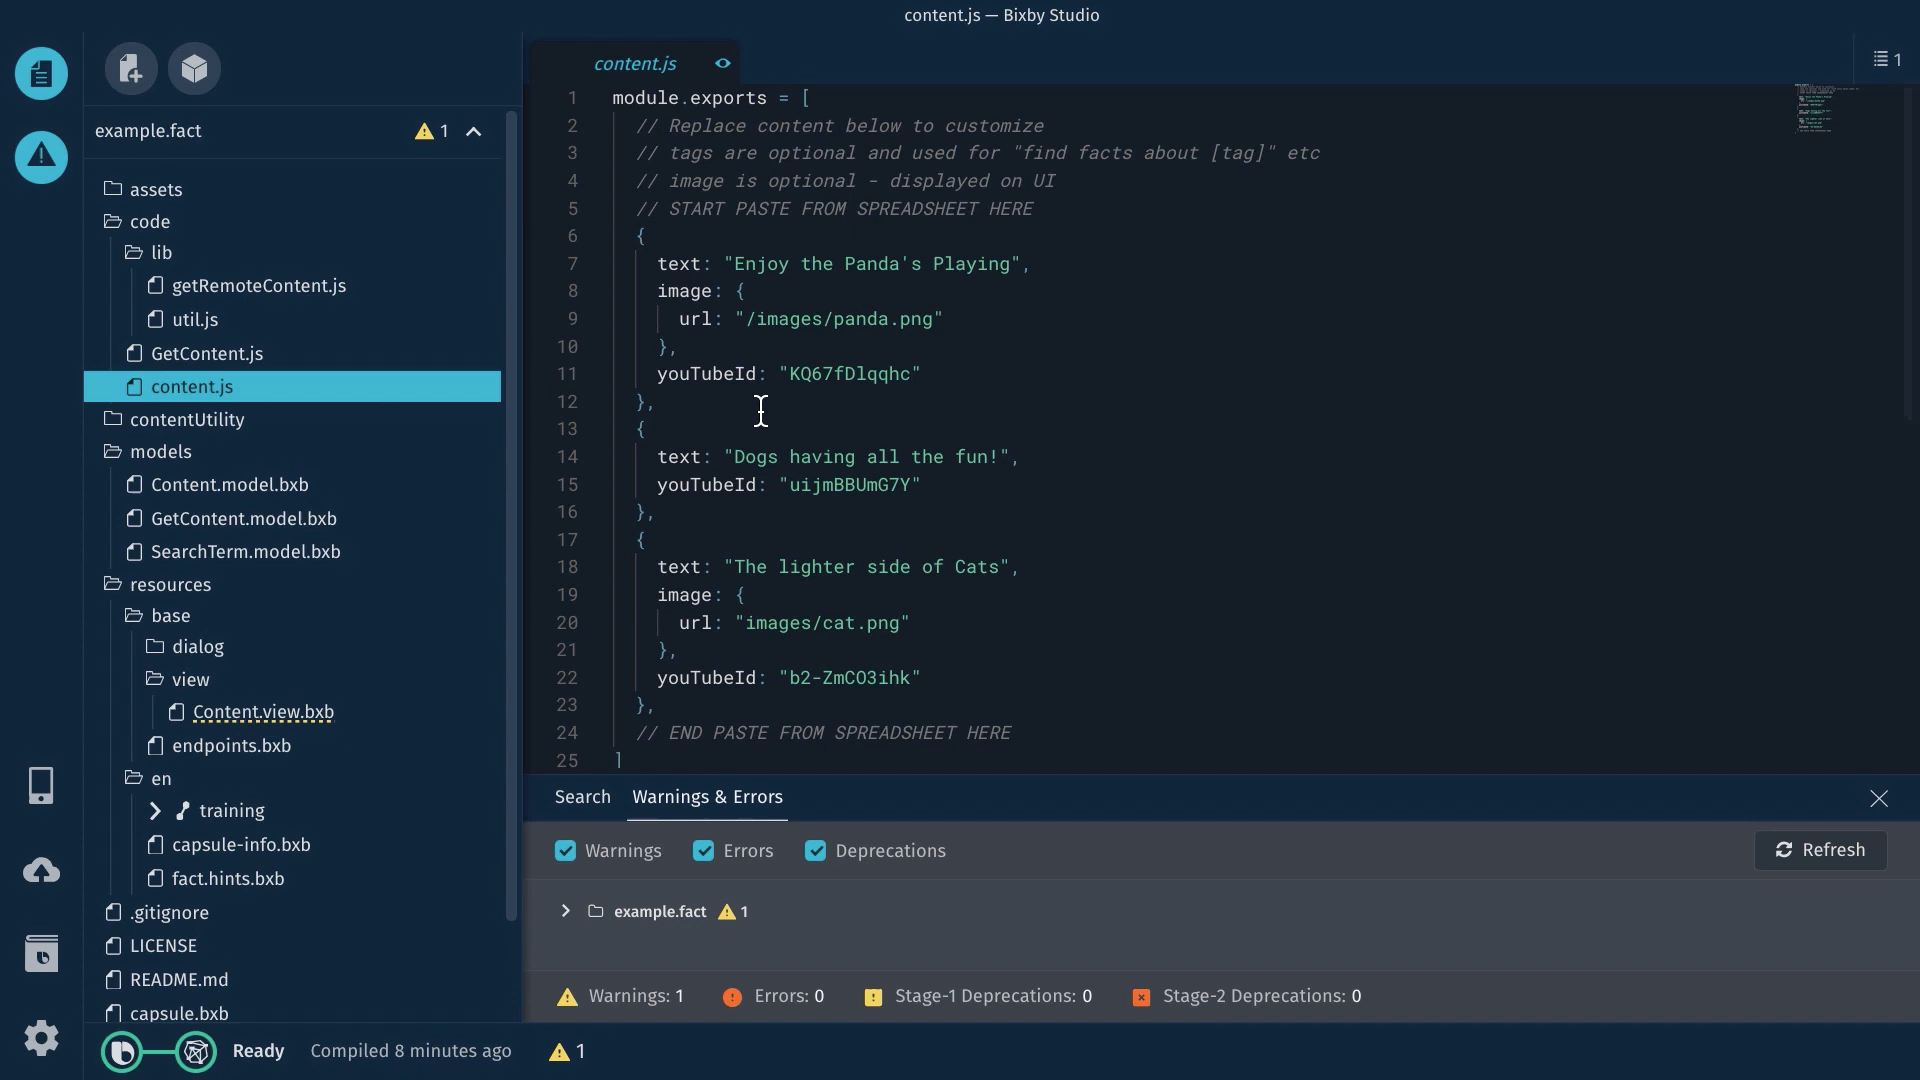 content.js — Bixby Studio
content.js
1
example.fact
1
assets
code
lib
getRemoteContent.js
util.js
GetContent.js
content.js
contentUtility
models
Content.model.bxb
GetContent.model.bxb
SearchTerm.model.bxb
resources
base
dialog
view
Content.view.bxb
endpoints.bxb
en
training
capsule-info.bxb
fact.hints.bxb
.gitignore
LICENSE
README.md
capsule.bxb
1 module.exports = [
2 // Replace content below to customize
3 // tags are optional and used for "find facts about [tag]" etc
4 // image is optional - displayed on UI
5 // START PASTE FROM SPREADSHEET HERE
6 {
7 text: "Enjoy the Panda's Playing",
8 image: {
9 url: "/images/panda.png"
10 },
11 youTubeId: "KQ67fDlqqhc"
12 },
13 {
14 text: "Dogs having all the fun!",
15 youTubeId: "uijmBBUmG7Y"
16 },
17 {
18 text: "The lighter side of Cats",
19 image: {
20 url: "images/cat.png"
21 },
22 youTubeId: "b2-ZmCO3ihk"
23 },
24 // END PASTE FROM SPREADSHEET HERE
25 ]
Search Warnings & Errors
Warnings Errors Deprecations Refresh
example.fact 1
Warnings: 1 Errors: 0 Stage-1 Deprecations: 0 Stage-2 Deprecations: 0
Ready Compiled 8 minutes ago 1